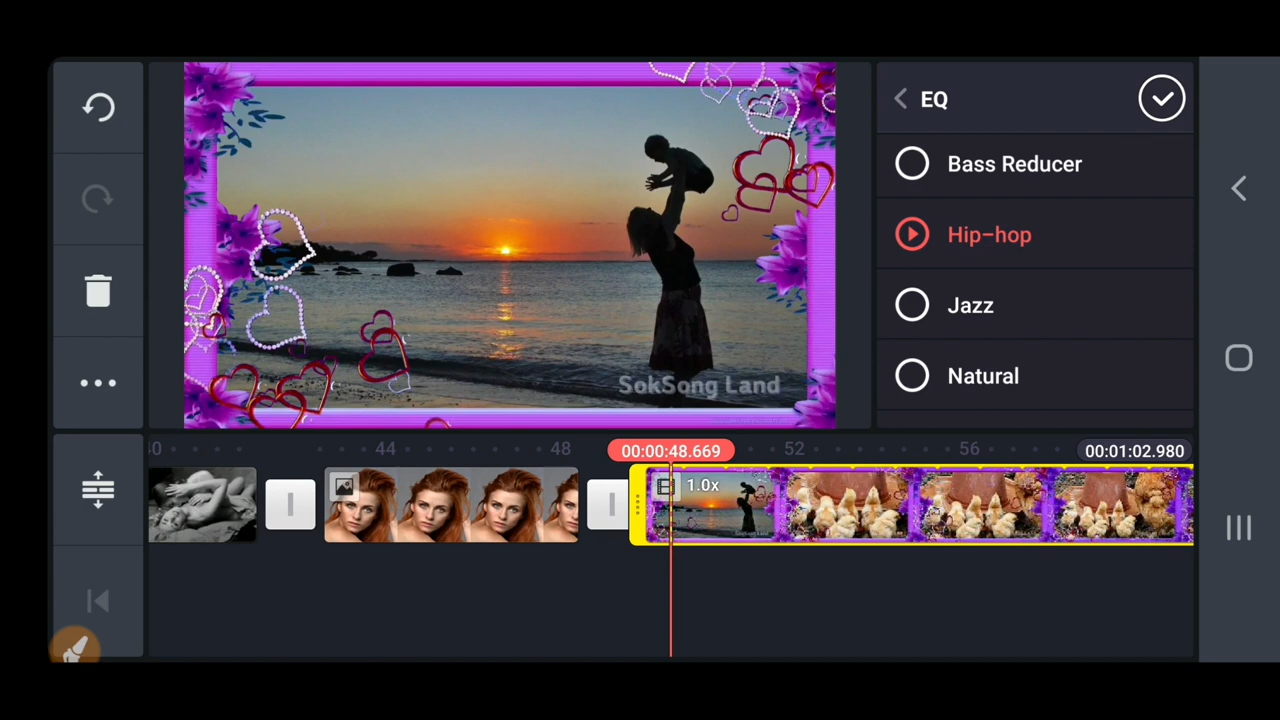 EQ
Bass Reducer
Hip-hop
Jazz
Natural
SokSong Land
40
44
48
00:00:48.669
52
56
00:01:02.980
1.0x